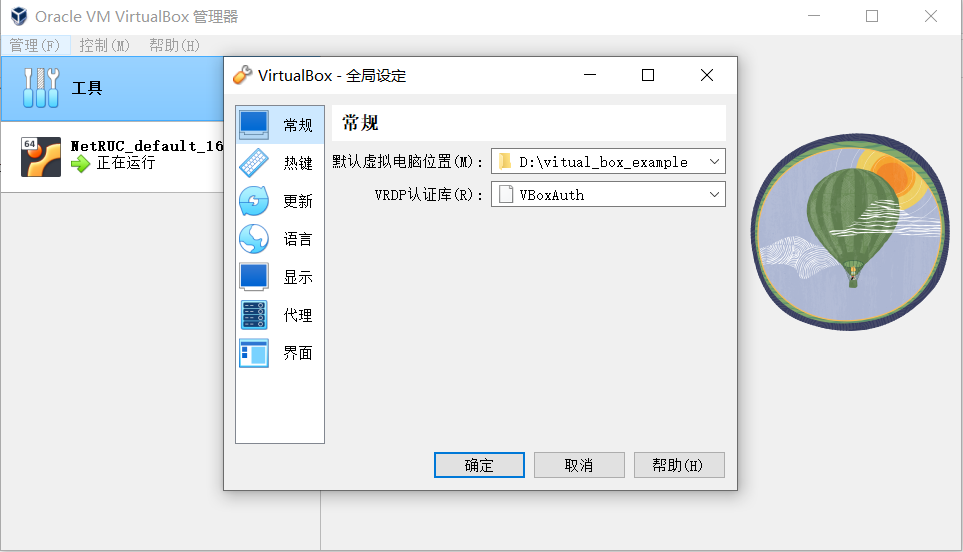 Oracle VM VirtualBox 管理器
管理(F) 控制(M) 帮助(H)
工具
64
NetRUC_default_16
正在运行
VirtualBox - 全局设定
常规
热键
更新
语言
显示
代理
界面
常规
默认虚拟电脑位置(M)： D:\vitual_box_example
VRDP认证库(R)： VBoxAuth
确定 取消 帮助(H)